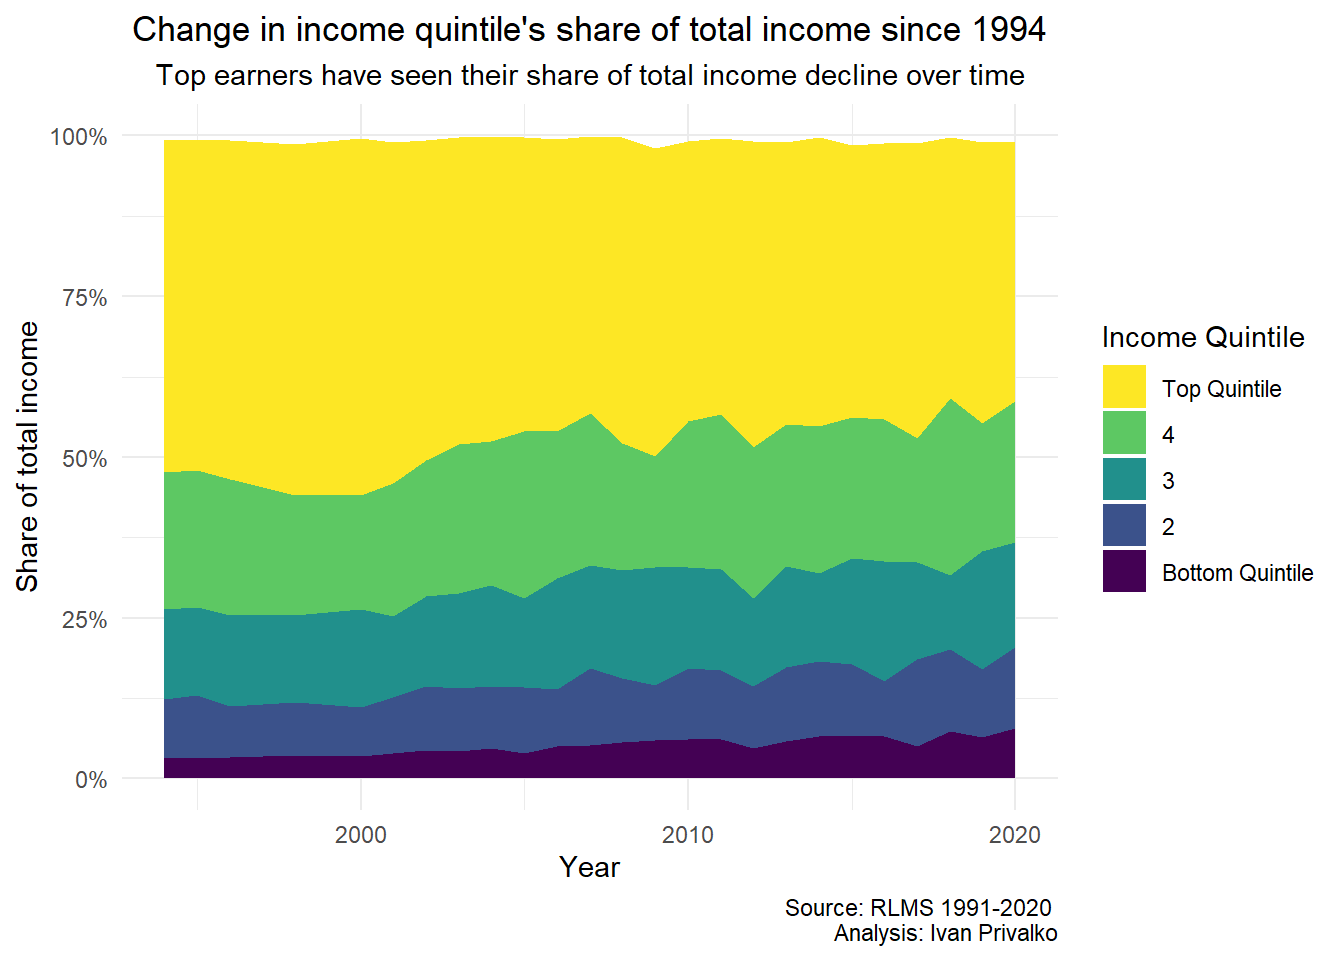 Change in income quintile's share of total income since 1994
Top earners have seen their share of total income decline over time
Share of total income
100%
75%
50%
25%
0%
2000
2010
2020
Year
Income Quintile
Top Quintile
4
3
2
Bottom Quintile
Source: RLMS 1991-2020
Analysis: Ivan Privalko